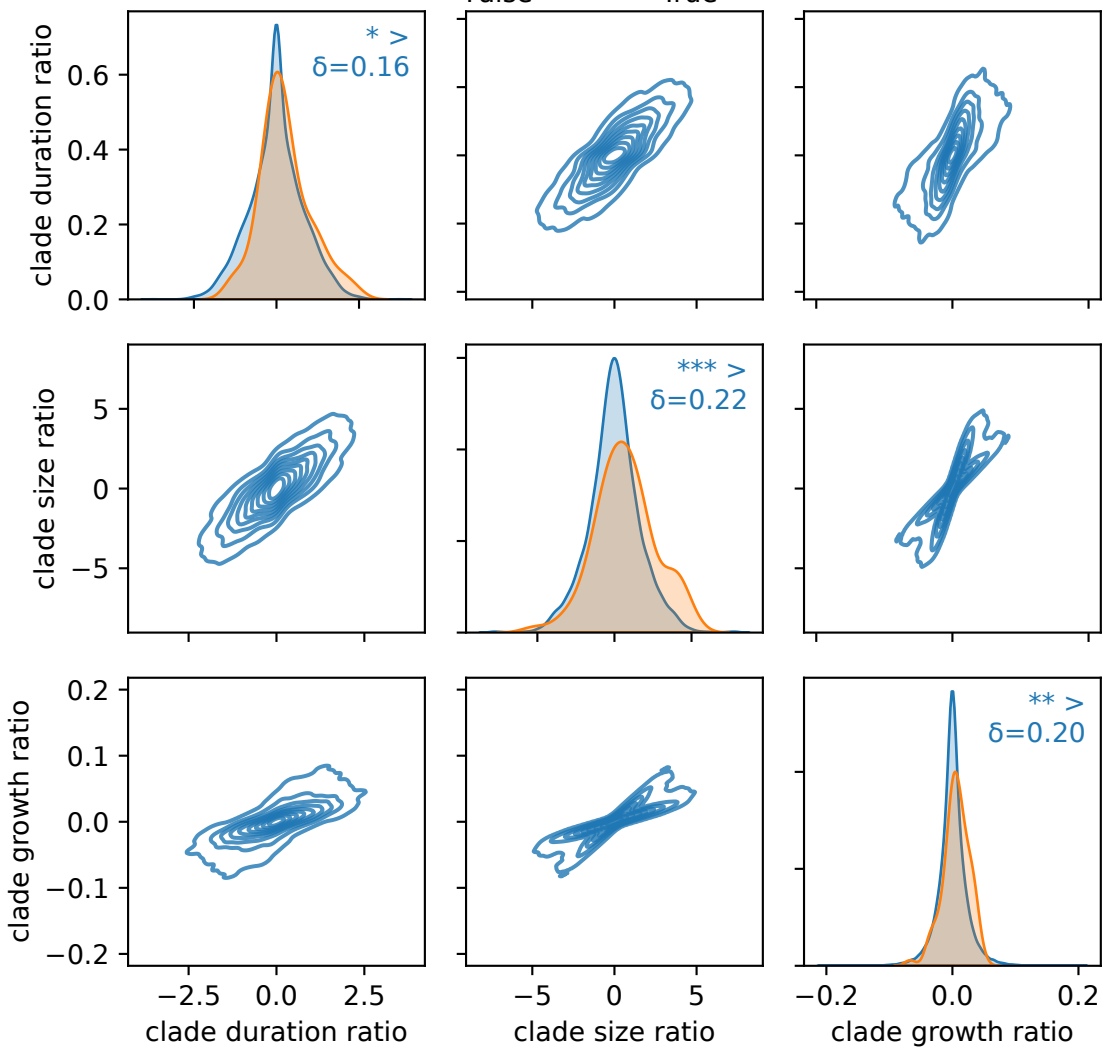 clade duration ratio
0.6
0.4
0.2
0.0
* >
δ=0.16
clade size ratio
5
0
−5
*** >
δ=0.22
clade growth ratio
0.2
0.1
0.0
−0.1
−0.2
** >
δ=0.20
−2.5 0.0 2.5
clade duration ratio
−5 0 5
clade size ratio
−0.2 0.0 0.2
clade growth ratio